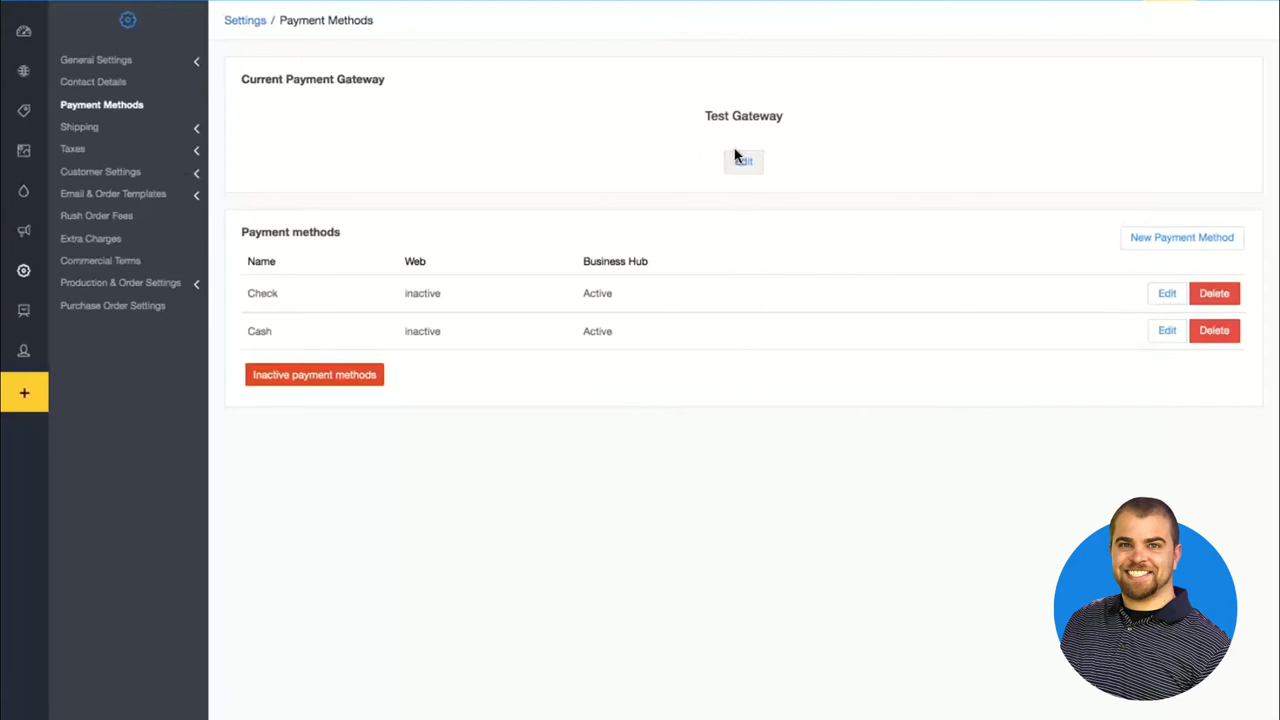 Settings / Payment Methods
General Settings
Contact Details
Payment Methods
Shipping
Taxes
Customer Settings
Email & Order Templates
Rush Order Fees
Extra Charges
Commercial Terms
Production & Order Settings
Purchase Order Settings
+
Current Payment Gateway
Test Gateway
Edit
Payment methods
New Payment Method
Name Web Business Hub
Check inactive Active Edit Delete
Cash inactive Active Edit Delete
Inactive payment methods